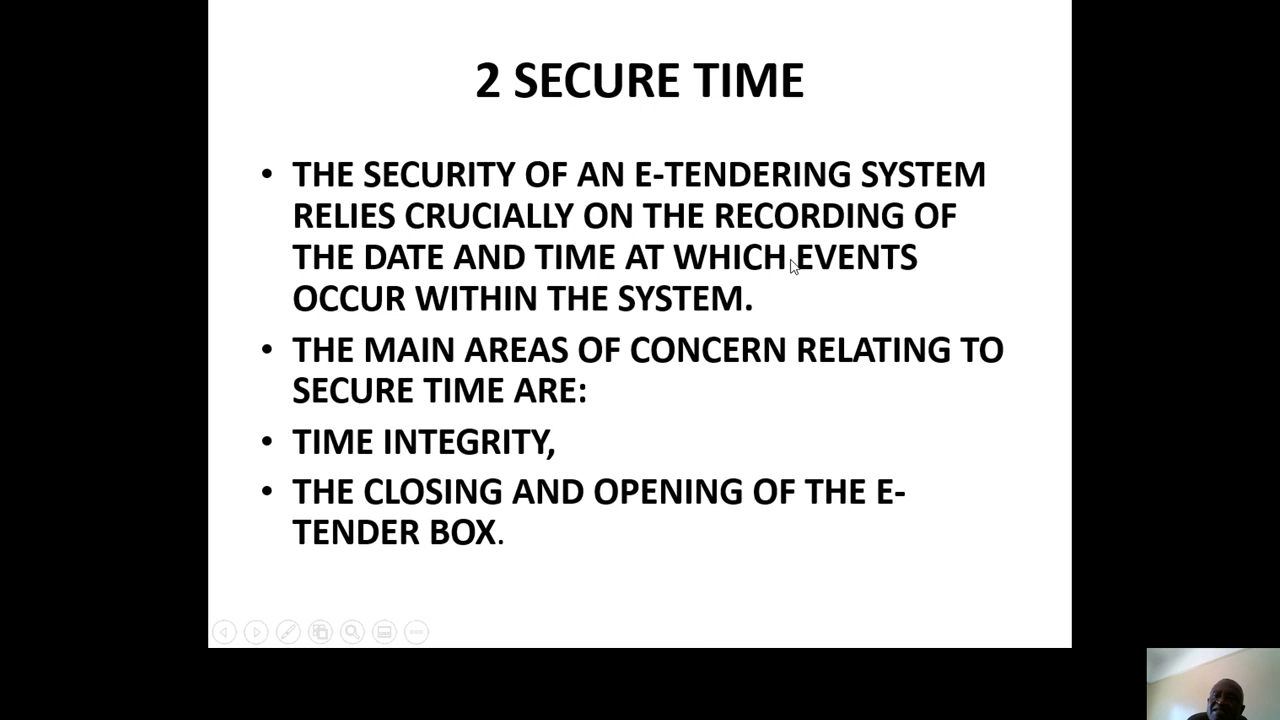 2 SECURE TIME
• THE SECURITY OF AN E-TENDERING SYSTEM
RELIES CRUCIALLY ON THE RECORDING OF
THE DATE AND TIME AT WHICH EVENTS
OCCUR WITHIN THE SYSTEM.
• THE MAIN AREAS OF CONCERN RELATING TO
SECURE TIME ARE:
• TIME INTEGRITY,
• THE CLOSING AND OPENING OF THE E-
TENDER BOX.